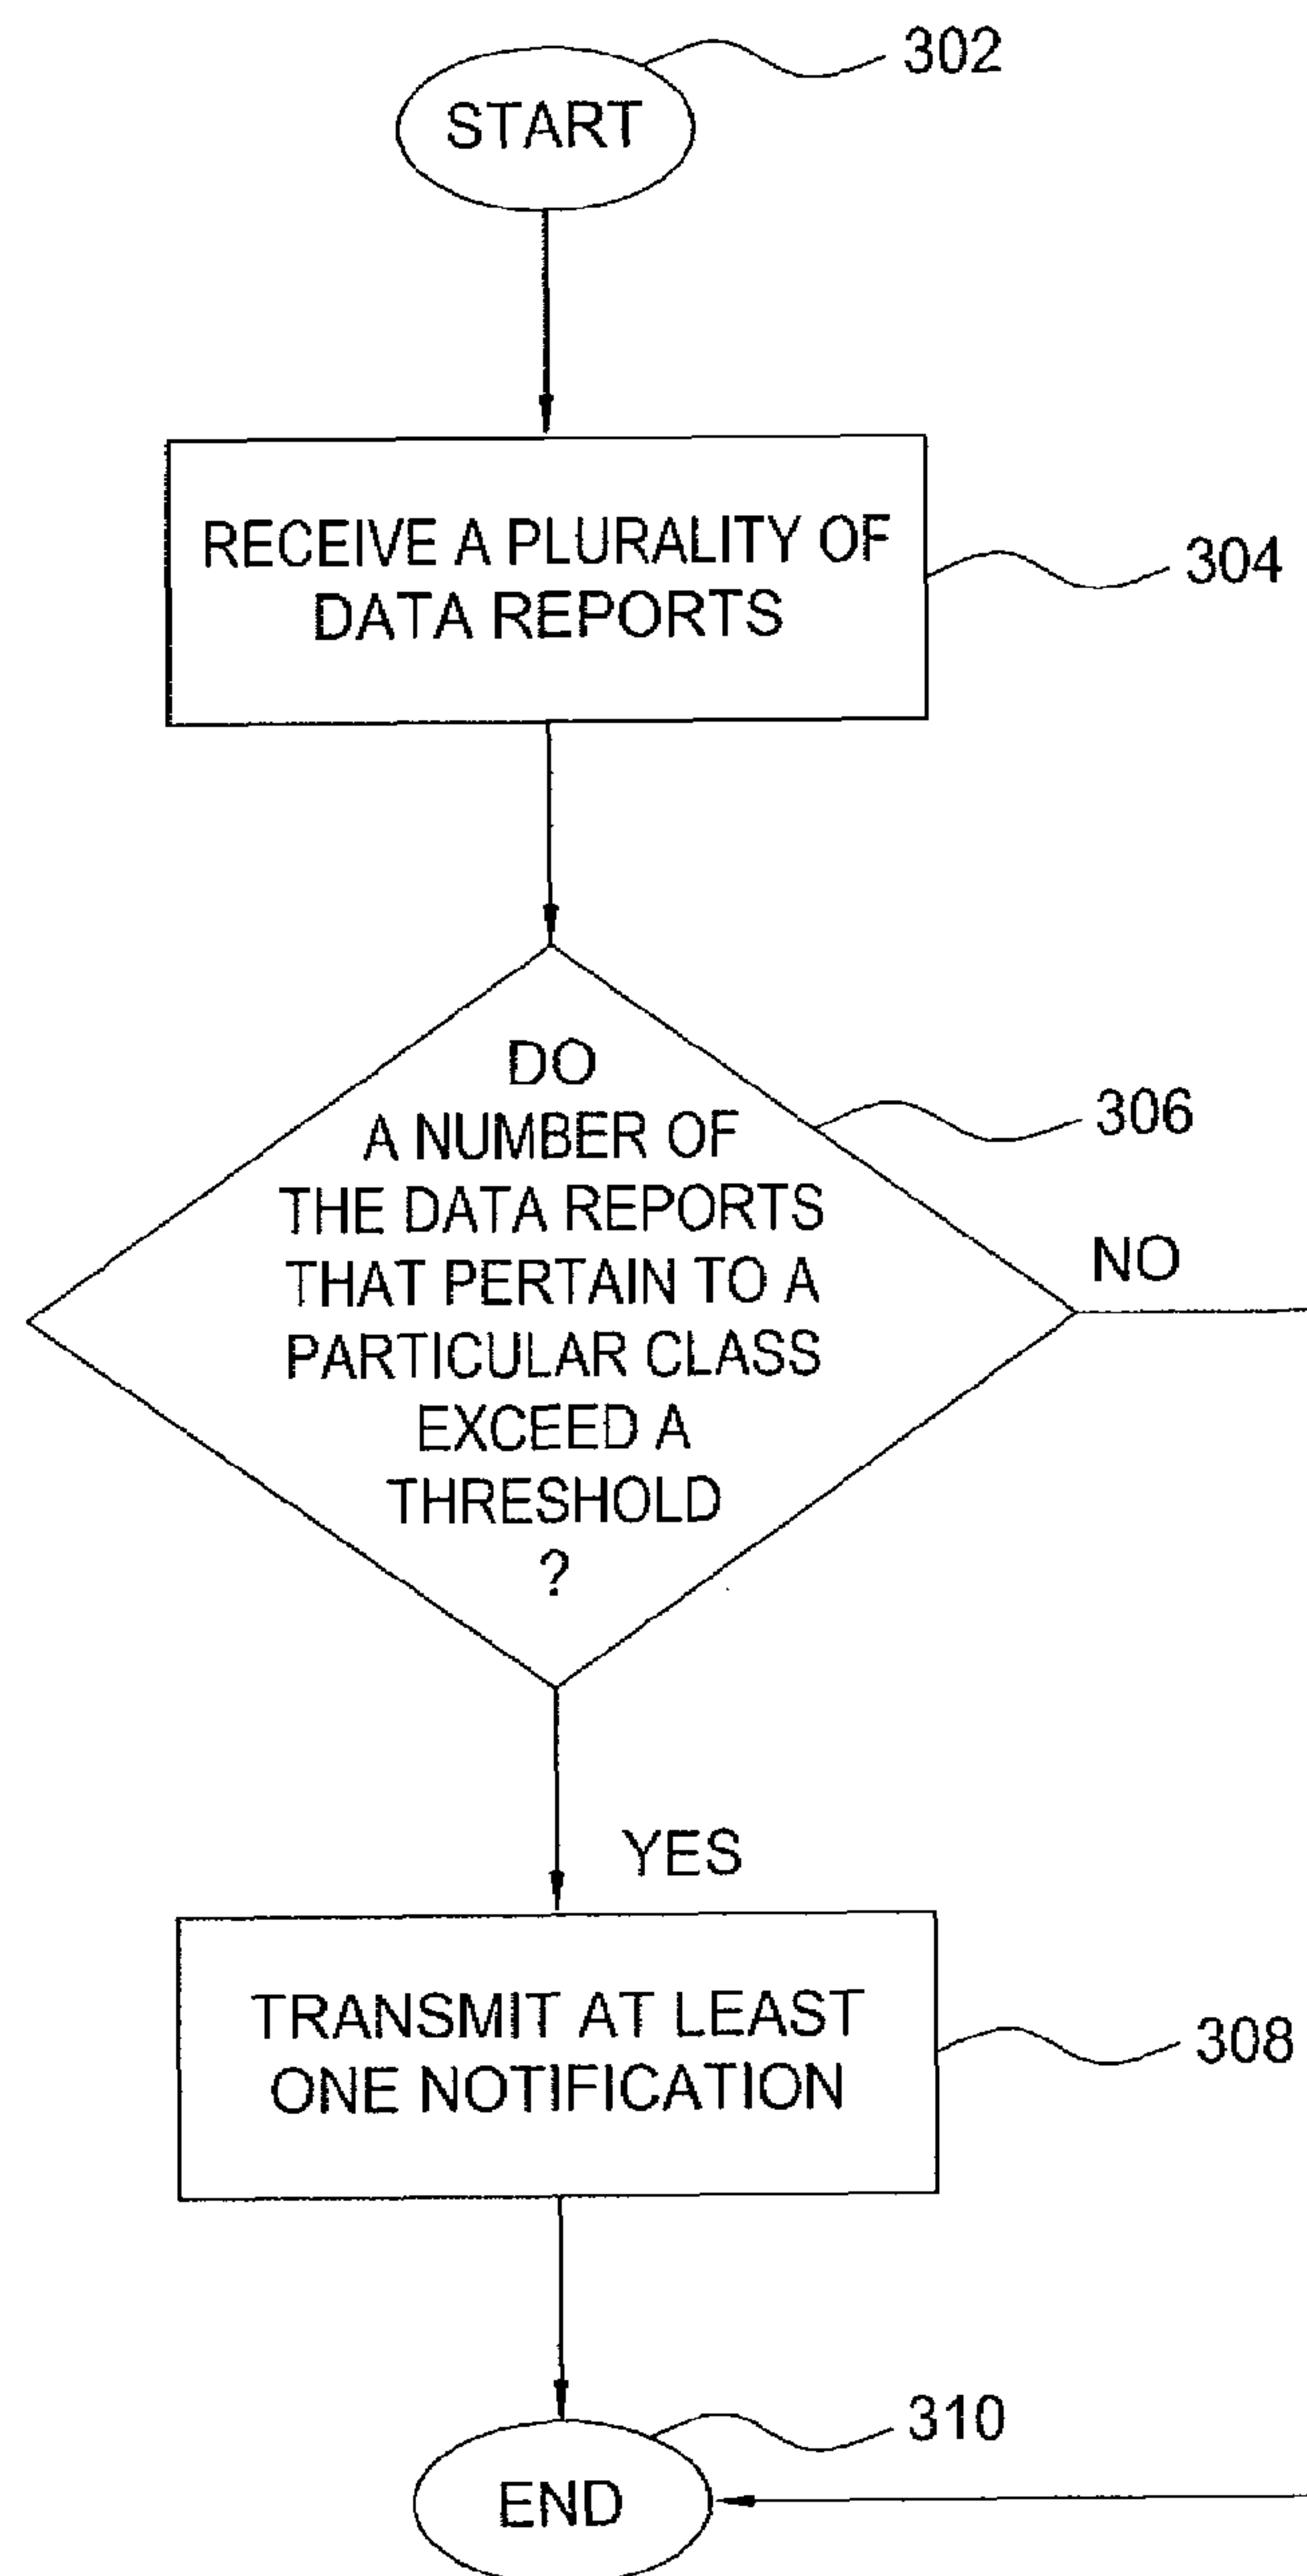 302
START
RECEIVE A PLURALITY OF
DATA REPORTS
304
DO
A NUMBER OF
THE DATA REPORTS
THAT PERTAIN TO A
PARTICULAR CLASS
EXCEED A
THRESHOLD
?
306
NO
YES
TRANSMIT AT LEAST
ONE NOTIFICATION
308
310
END